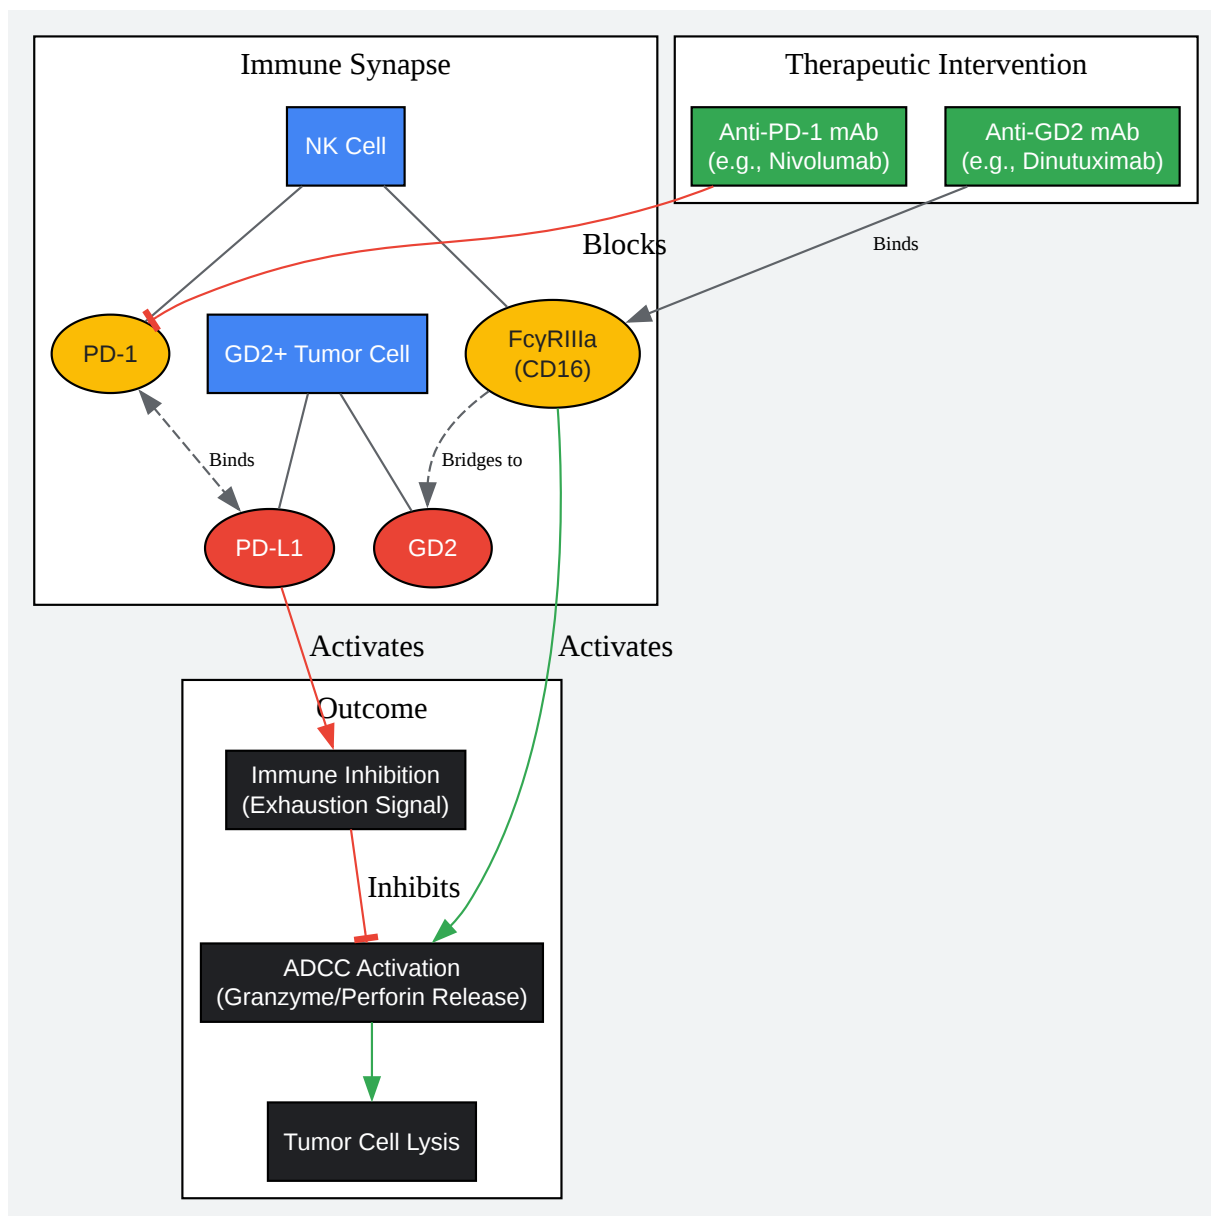 Immune Synapse
Therapeutic Intervention
NK Cell
Anti-PD-1 mAb
(e.g., Nivolumab)
Anti-GD2 mAb
(e.g., Dinutuximab)
Blocks
Binds
PD-1
GD2+ Tumor Cell
FcγRIIIa
(CD16)
Binds
Bridges to
PD-L1
GD2
Activates
Activates
Outcome
Immune Inhibition
(Exhaustion Signal)
Inhibits
ADCC Activation
(Granzyme/Perforin Release)
Tumor Cell Lysis